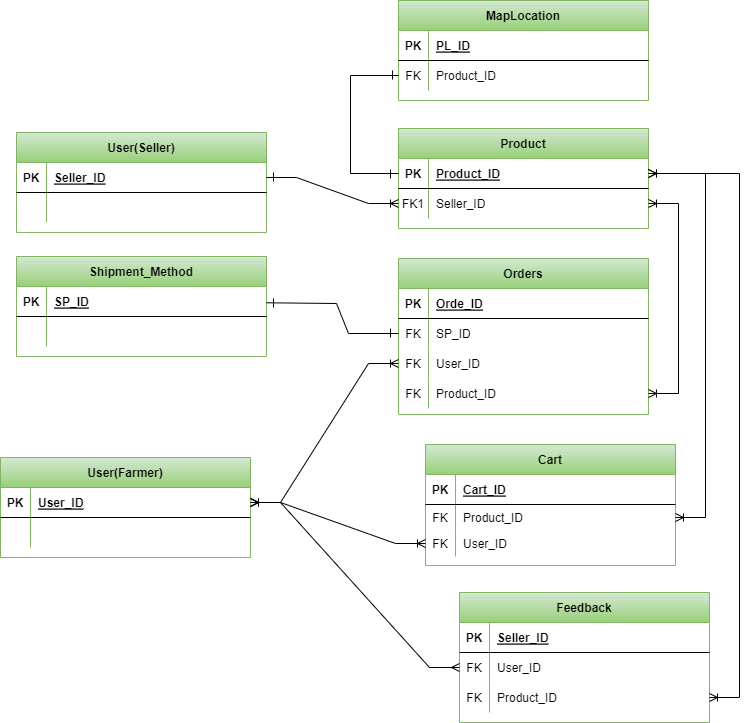 MapLocation
PK PL_ID
FK Product_ID
User(Seller)
PK Seller_ID
Product
PK Product_ID
FK1 Seller_ID
Shipment_Method
PK SP_ID
Orders
PK Orde_ID
FK SP_ID
FK User_ID
FK Product_ID
User(Farmer)
PK User_ID
Cart
PK Cart_ID
FK Product_ID
FK User_ID
Feedback
PK Seller_ID
FK User_ID
FK Product_ID